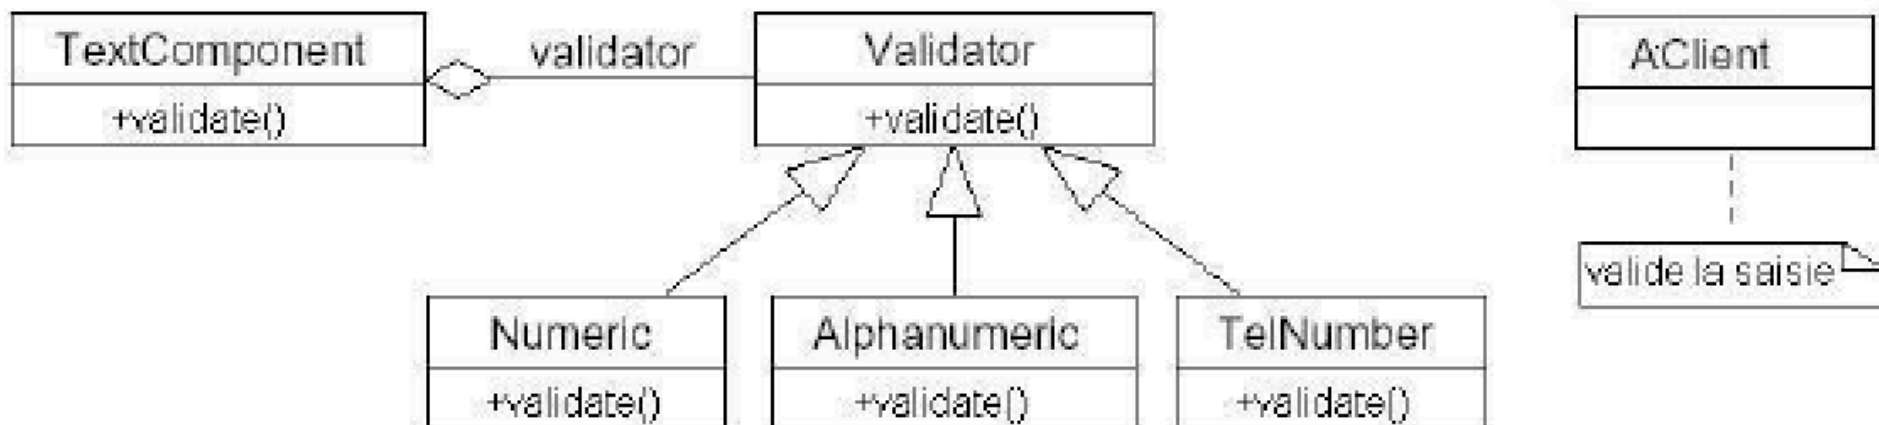 TextComponent
+validate()
validator
Validator
+validate()
AClient
valide la saisie
Numeric
+validate()
Alphanumeric
+validate()
TelNumber
+validate()